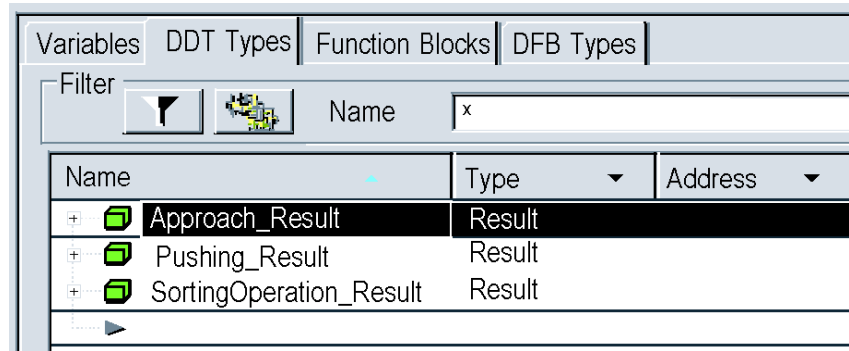 Variables DDT Types Function Blocks DFB Types
Filter
Name x
Name Type Address
Approach_Result Result
Pushing_Result Result
SortingOperation_Result Result